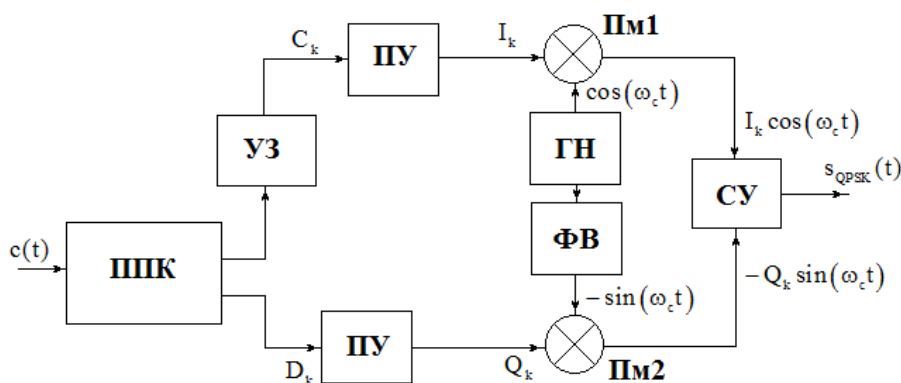 Пм1
C_k
ПУ
I_k
cos(ω_c t)
УЗ
ГН
I_k cos(ω_c t)
s_QPSK(t)
СУ
c(t)
ППК
ФВ
−Q_k sin(ω_c t)
−sin(ω_c t)
ПУ
D_k
Q_k
Пм2